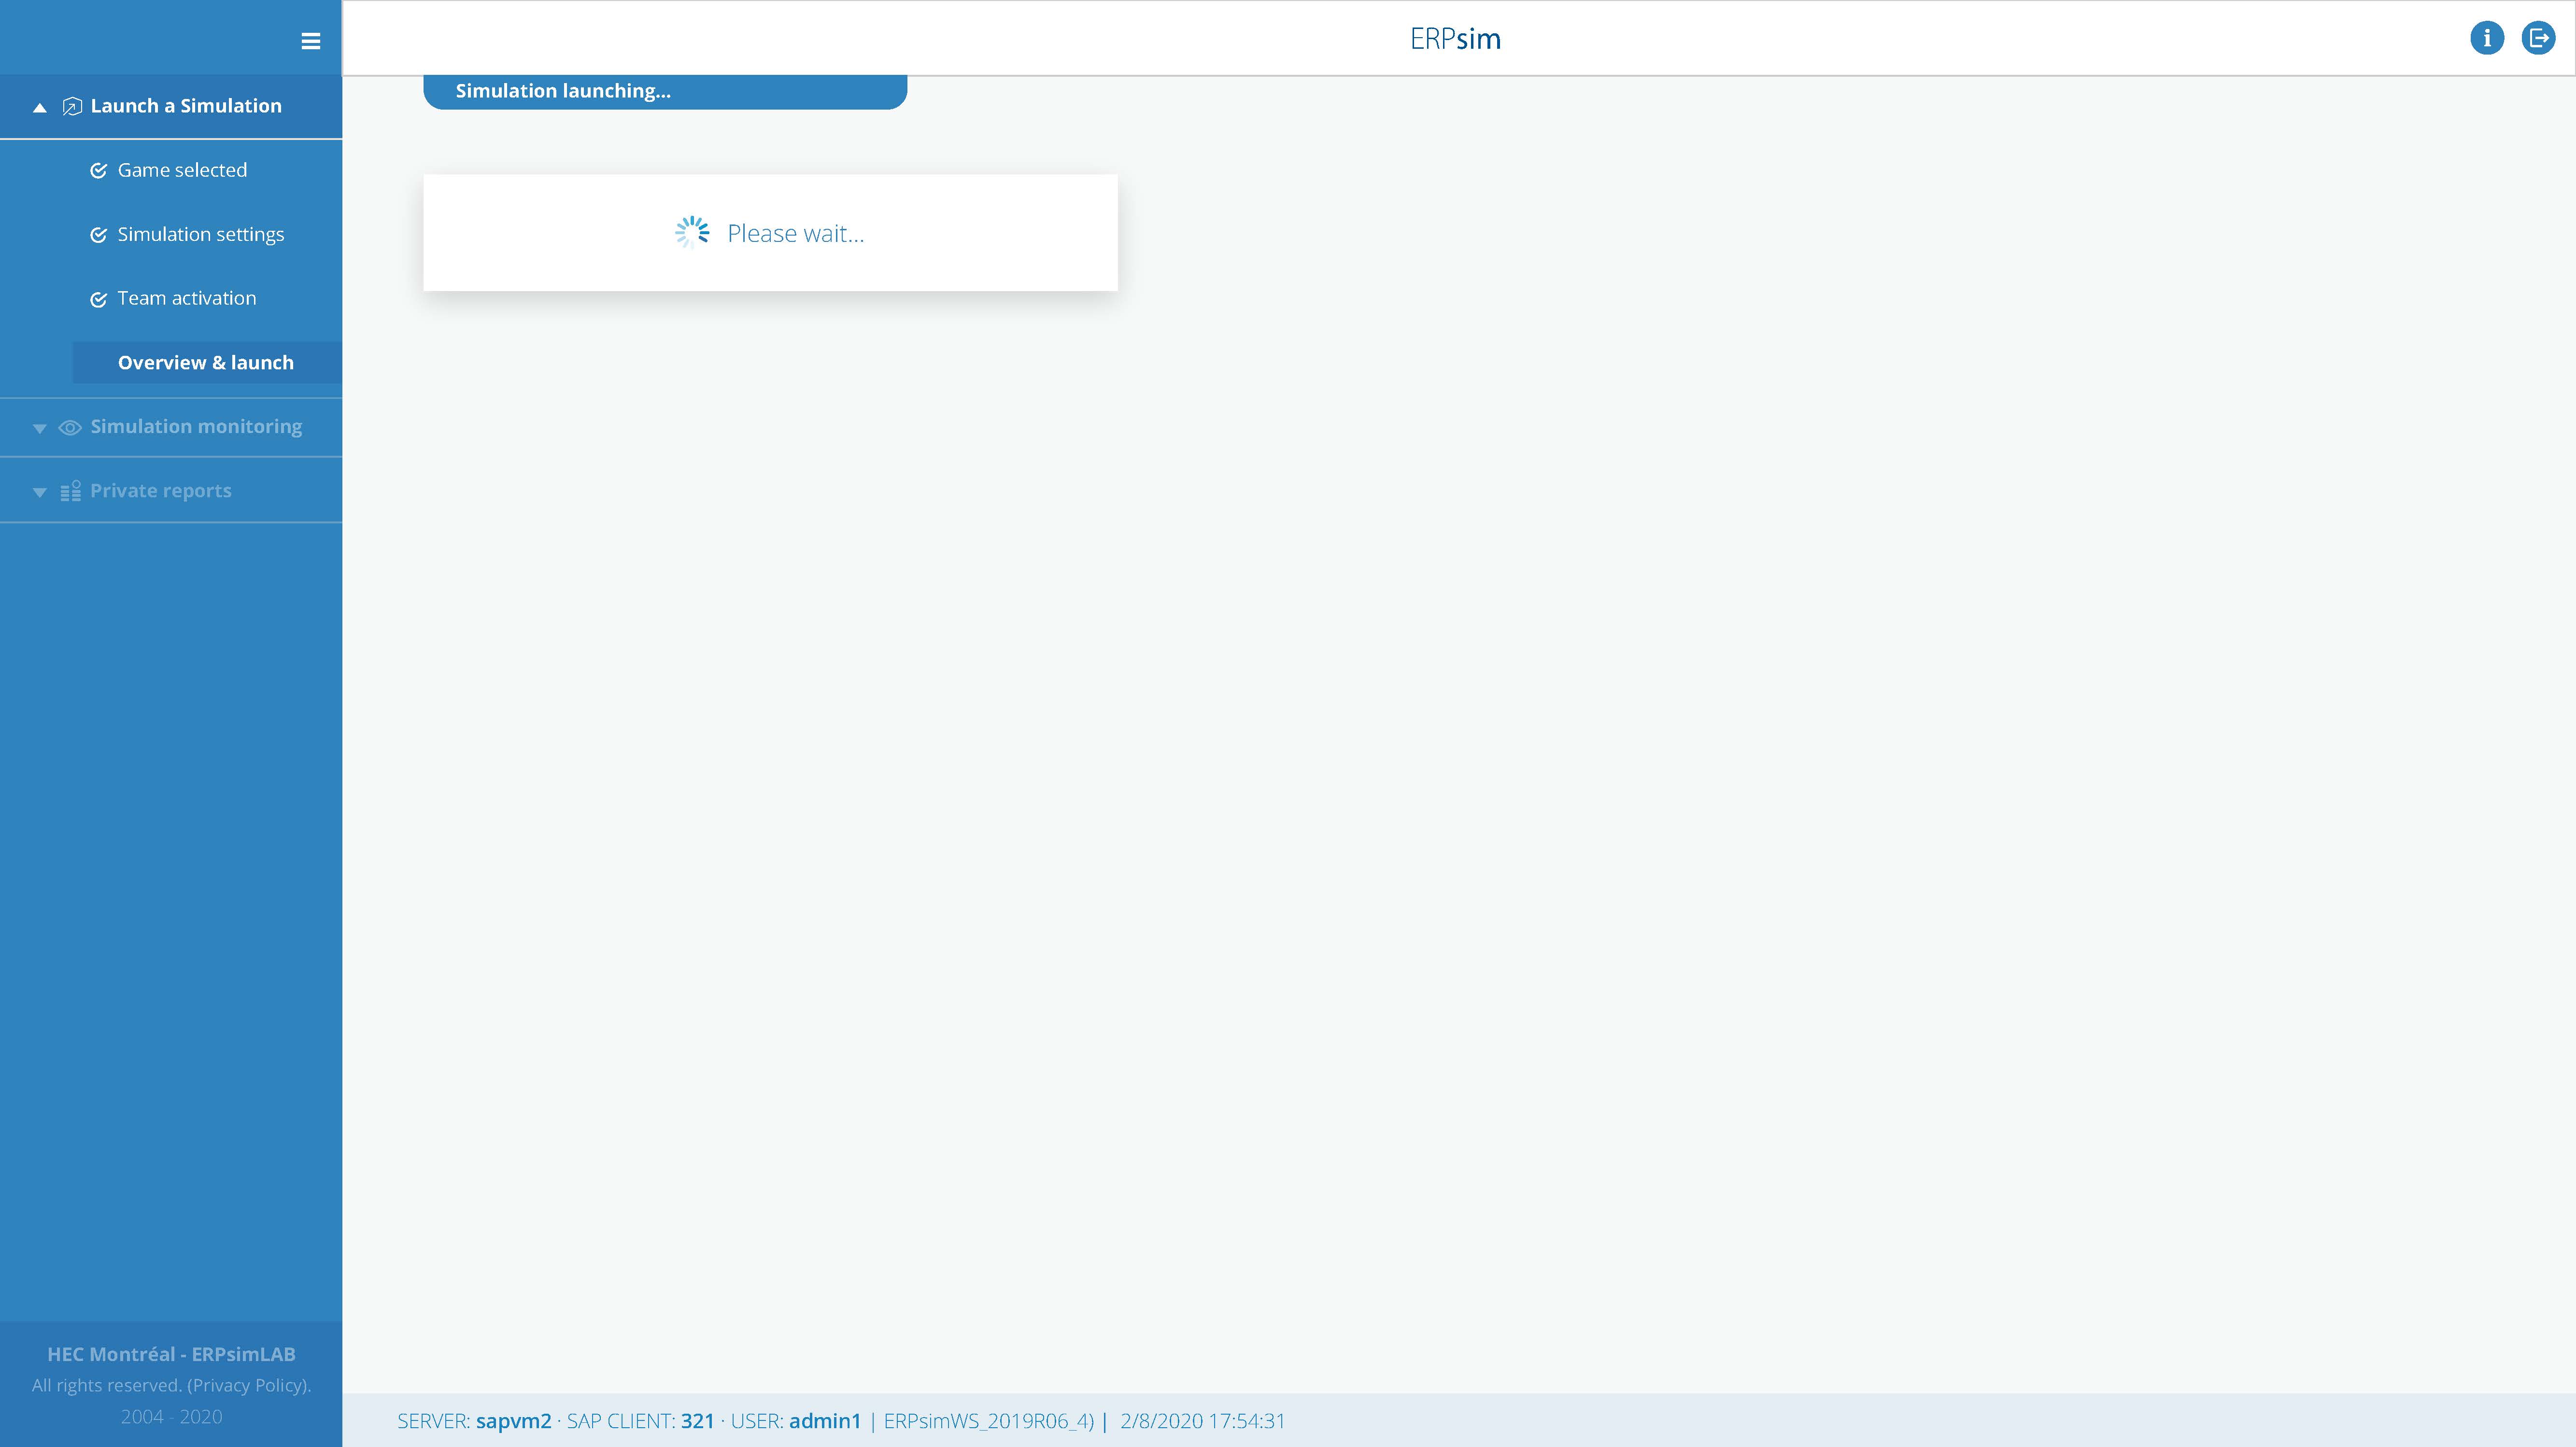 ERPsim
Launch a Simulation
Game selected
Simulation settings
Team activation
Overview & launch
Simulation monitoring
Private reports
Simulation launching...
Please wait...
HEC Montréal - ERPsimLAB
All rights reserved. (Privacy Policy).
2004 - 2020
SERVER: sapvm2 · SAP CLIENT: 321 · USER: admin1 | ERPsimWS_2019R06_4) | 2/8/2020 17:54:31